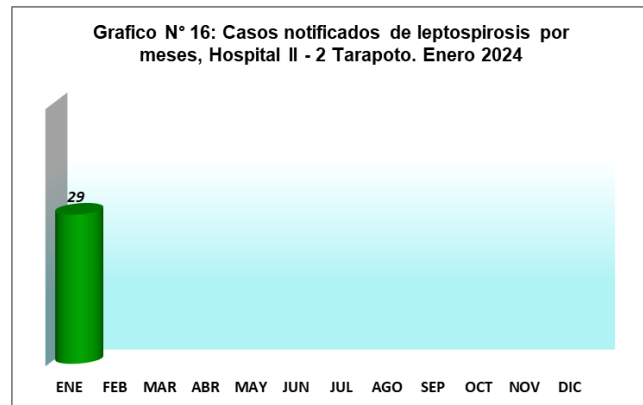 Grafico N° 16: Casos notificados de leptospirosis por
meses, Hospital II - 2 Tarapoto. Enero 2024
29
ENE FEB MAR ABR MAY JUN JUL AGO SEP OCT NOV DIC